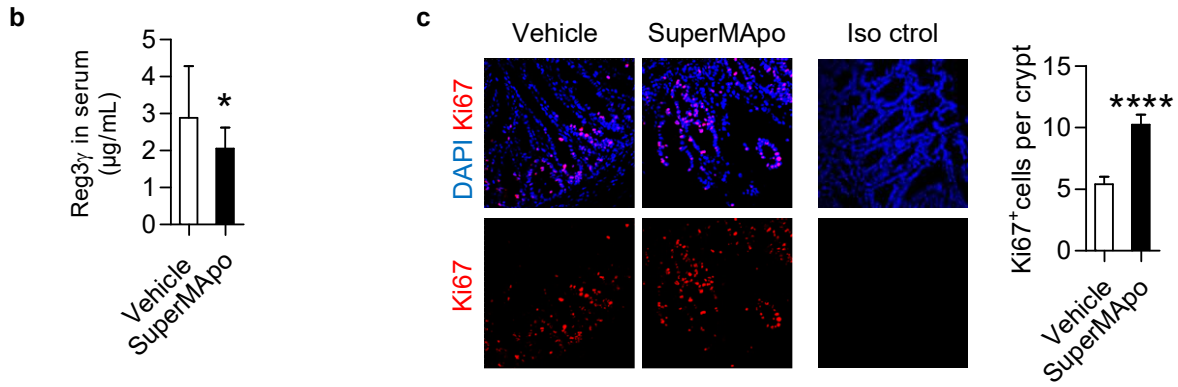 b
Reg3γ in serum
(µg/mL)
5
4
3
2
1
0
*
Vehicle
SuperMApo
c
Vehicle
SuperMApo
Iso ctrol
DAPI Ki67
Ki67
Ki67⁺cells per crypt
15
10
5
0
****
Vehicle
SuperMApo